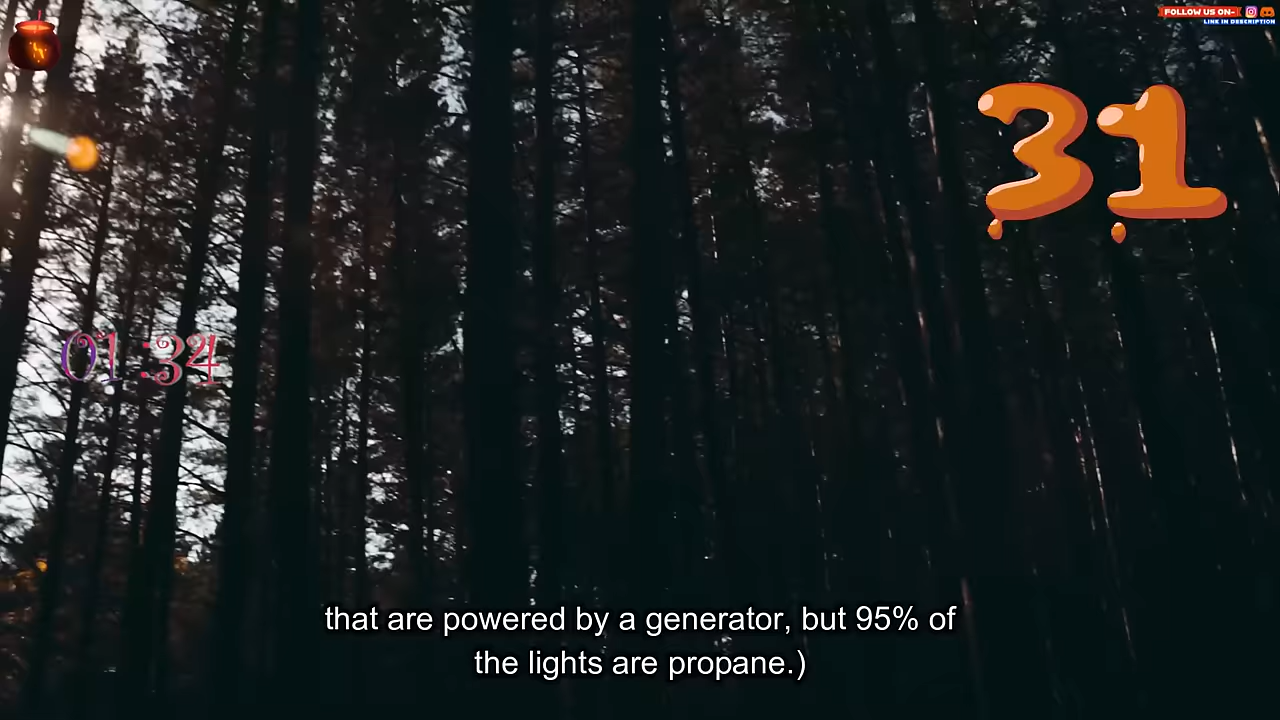 FOLLOW US ON-
LINK IN DESCRIPTION
31
01:34
that are powered by a generator, but 95% of
the lights are propane.)